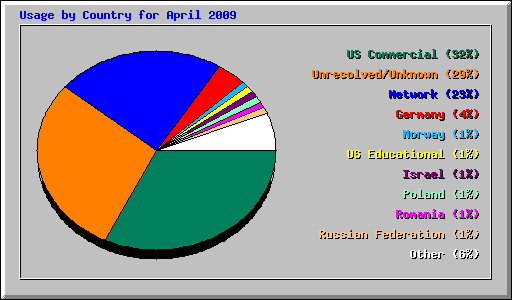 Usage by Country for April 2009
US Commercial (32%)
Unresolved/Unknown (29%)
Network (23%)
Germany (4%)
Norway (1%)
US Educational (1%)
Israel (1%)
Poland (1%)
Romania (1%)
Russian Federation (1%)
Other (6%)